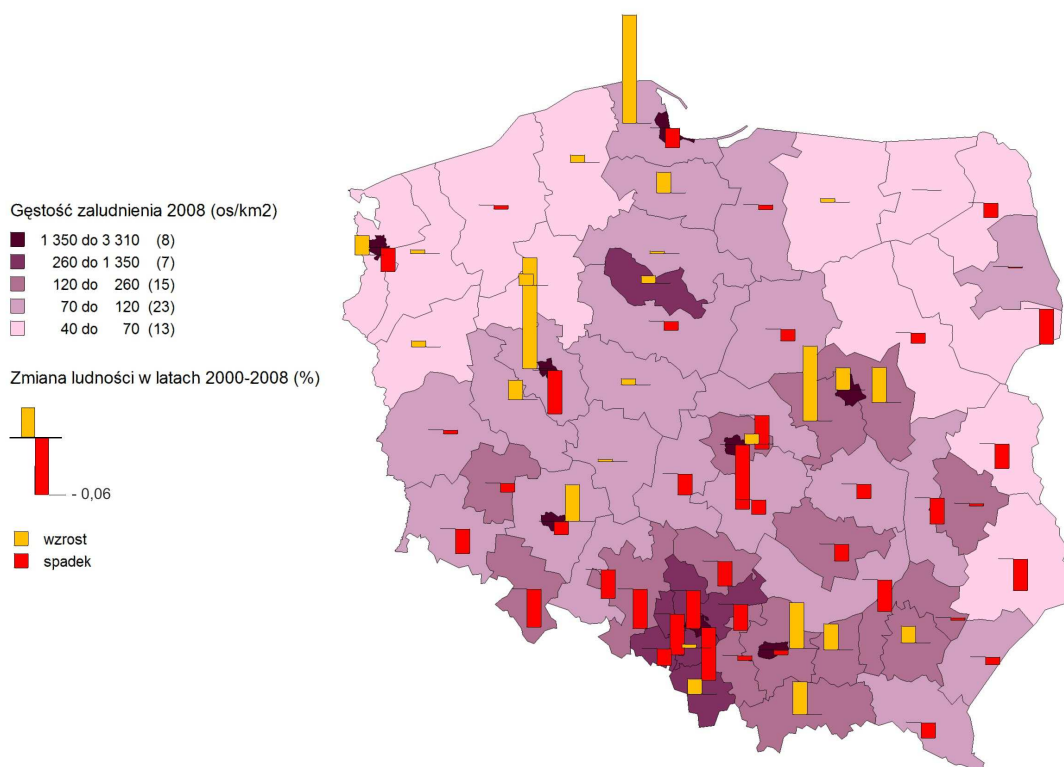 Gęstość zaludnienia 2008 (os/km2)
1 350 do 3 310 (8)
260 do 1 350 (7)
120 do 260 (15)
70 do 120 (23)
40 do 70 (13)
Zmiana ludności w latach 2000-2008 (%)
- 0,06
wzrost
spadek